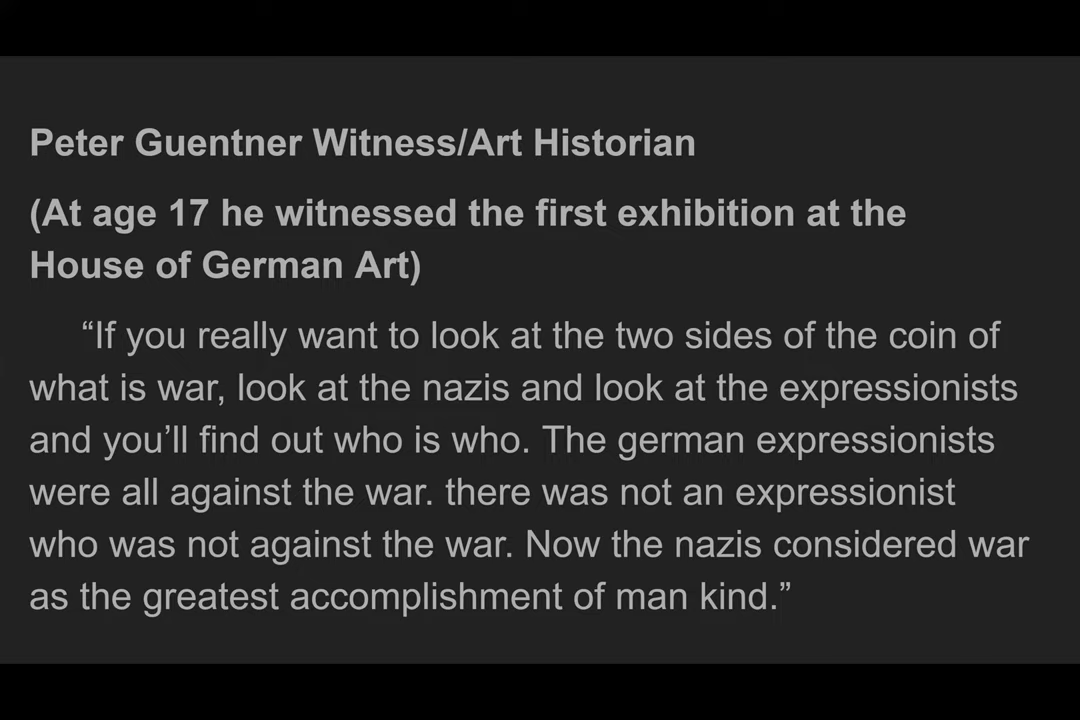 Peter Guentner Witness/Art Historian
(At age 17 he witnessed the first exhibition at the
House of German Art)
“If you really want to look at the two sides of the coin of
what is war, look at the nazis and look at the expressionists
and you’ll find out who is who. The german expressionists
were all against the war. there was not an expressionist
who was not against the war. Now the nazis considered war
as the greatest accomplishment of man kind.”